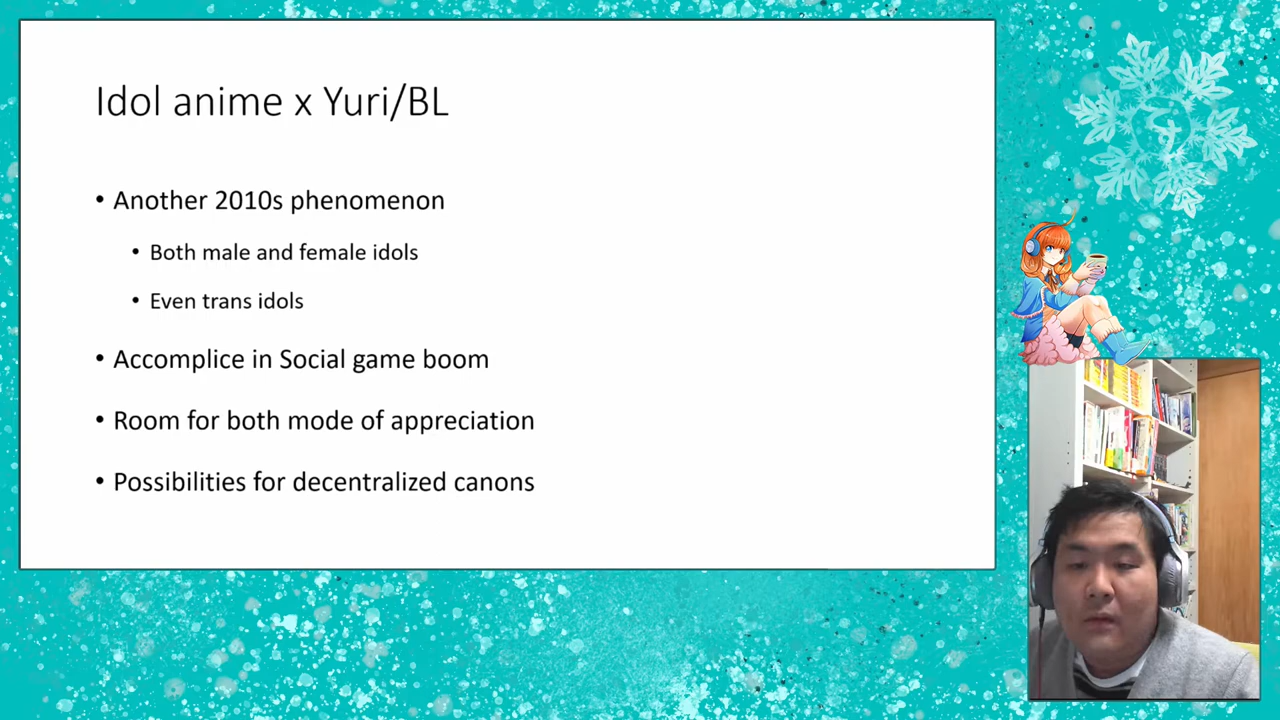 Idol anime x Yuri/BL
• Another 2010s phenomenon
• Both male and female idols
• Even trans idols
• Accomplice in Social game boom
• Room for both mode of appreciation
• Possibilities for decentralized canons